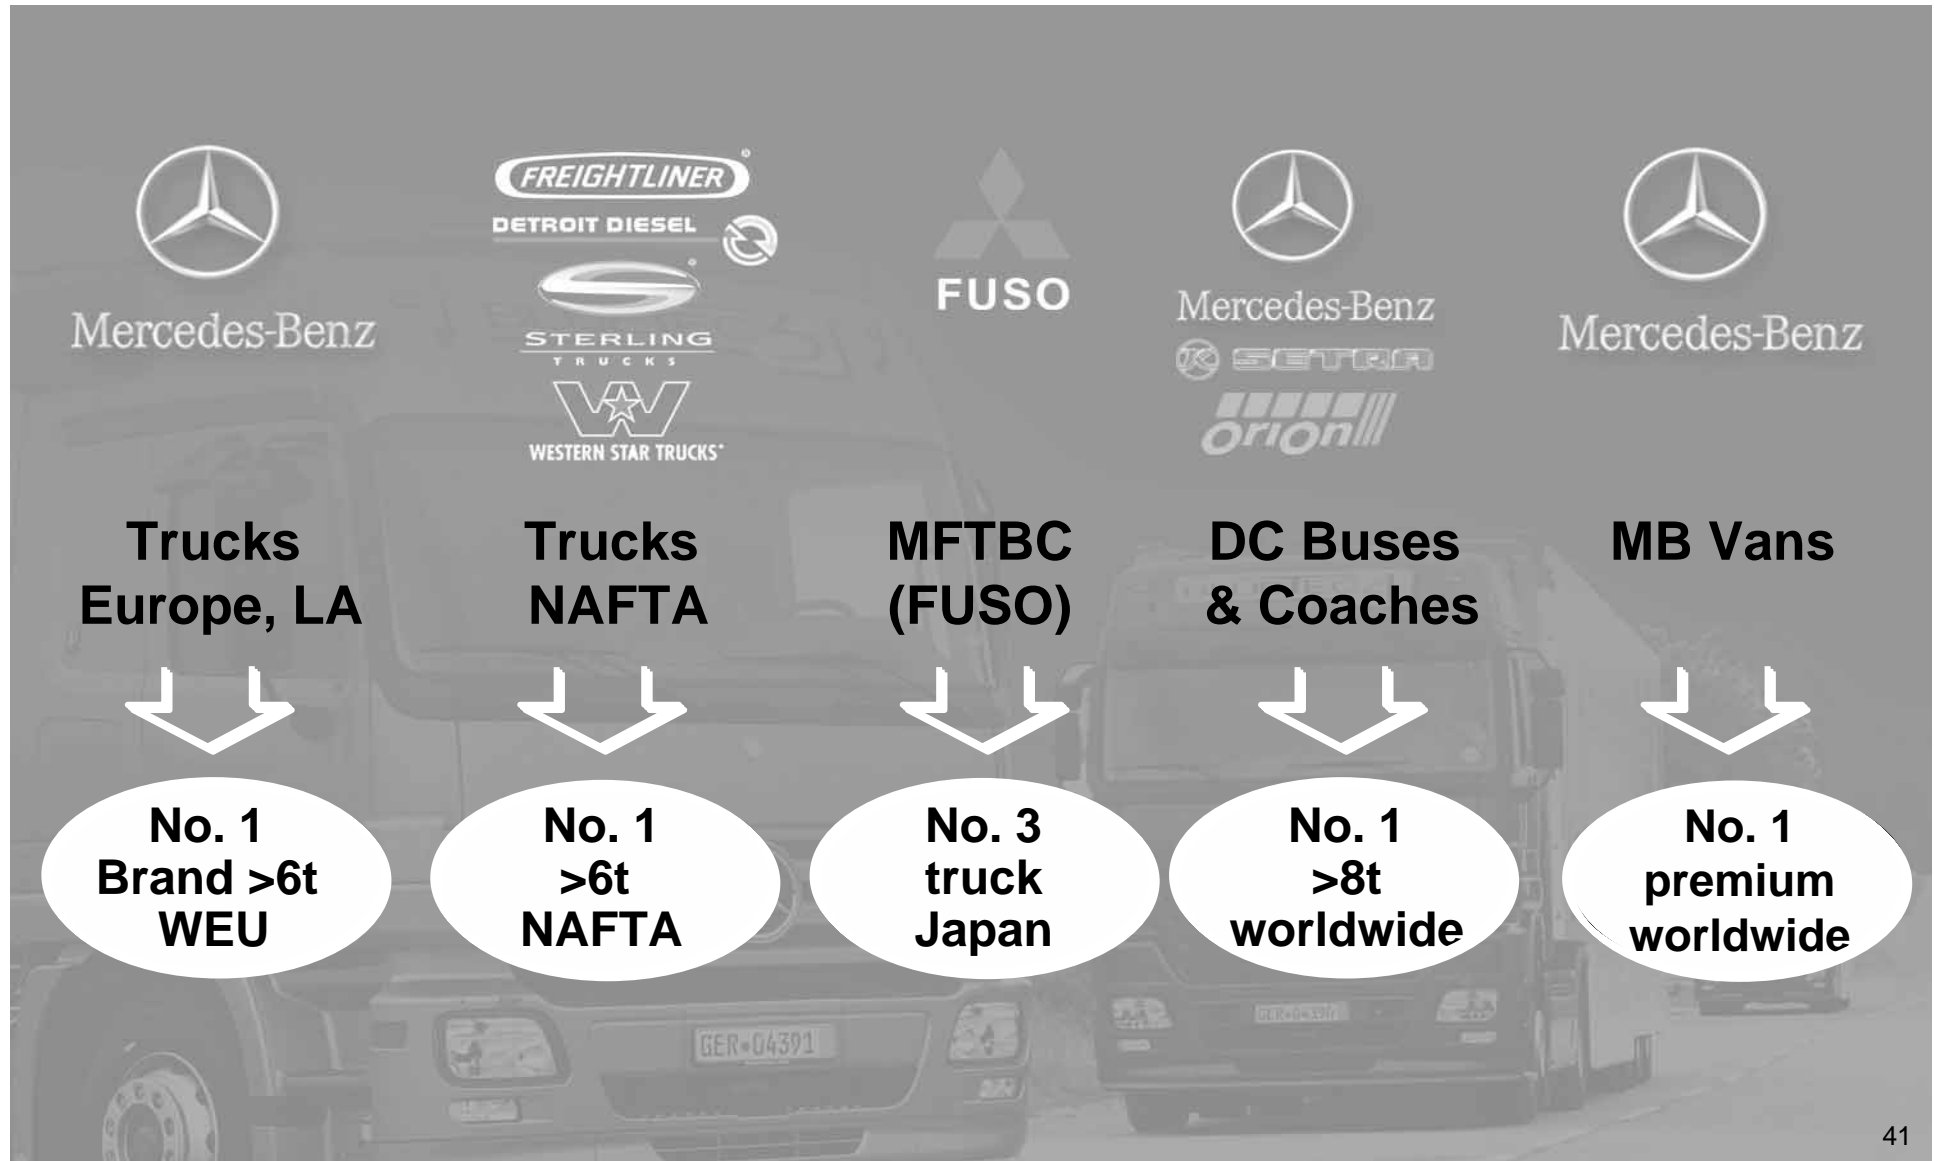 Mercedes-Benz
FREIGHTLINER
DETROIT DIESEL
STERLING
TRUCKS
WESTERN STAR TRUCKS
FUSO
Mercedes-Benz
K SETRA
orion
Mercedes-Benz
Trucks
Europe, LA
Trucks
NAFTA
MFTBC
(FUSO)
DC Buses
& Coaches
MB Vans
No. 1
Brand >6t
WEU
No. 1
>6t
NAFTA
No. 3
truck
Japan
No. 1
>8t
worldwide
No. 1
premium
worldwide
GER-04391
41